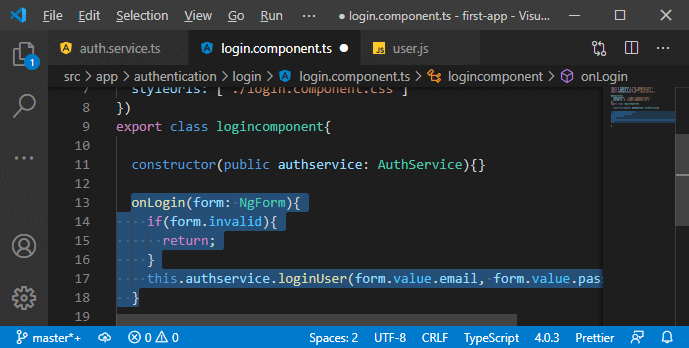 File Edit Selection View Go Run ... login.component.ts - first-app - Visu...
auth.service.ts login.component.ts JS user.js ...
src > app > authentication > login > login.component.ts > logincomponent > onLogin
7 styleUrls: ['./login.component.css']
8 })
9 export class logincomponent{
10
11 constructor(public authservice: AuthService){}
12
13 onLogin(form: NgForm){
14 if(form.invalid){
15 return;
16 }
17 this.authservice.loginUser(form.value.email, form.value.pas
18 }
19
1
master*+ 0 0 Spaces: 2 UTF-8 CRLF TypeScript 4.0.3 Prettier